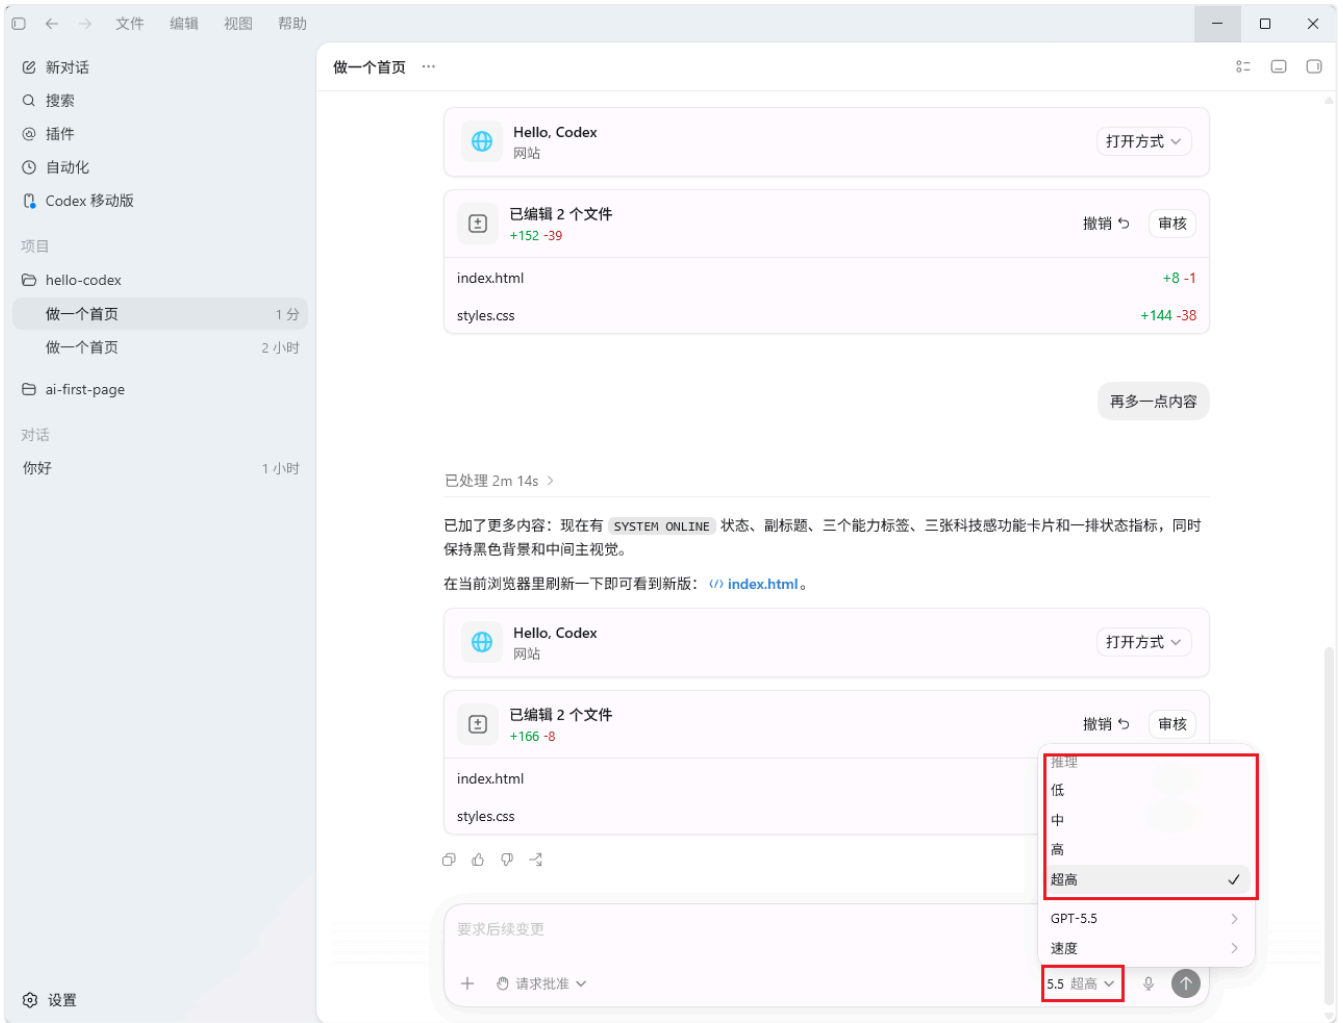 文件 编辑 视图 帮助
新对话
搜索
插件
自动化
Codex 移动版
项目
hello-codex
做一个首页 1 分
做一个首页 2 小时
ai-first-page
对话
你好 1 小时
设置
做一个首页 ···
Hello, Codex
网站
打开方式
已编辑 2 个文件
+152 -39
撤销 审核
index.html +8 -1
styles.css +144 -38
再多一点内容
已处理 2m 14s
已加了更多内容：现在有 SYSTEM ONLINE 状态、副标题、三个能力标签、三张科技感功能卡片和一排状态指标，同时
保持黑色背景和中间主视觉。
在当前浏览器里刷新一下即可看到新版： index.html。
Hello, Codex
网站
打开方式
已编辑 2 个文件
+166 -8
撤销 审核
index.html
styles.css
推理
低
中
高
超高
GPT-5.5
速度
要求后续变更
请求批准
5.5 超高